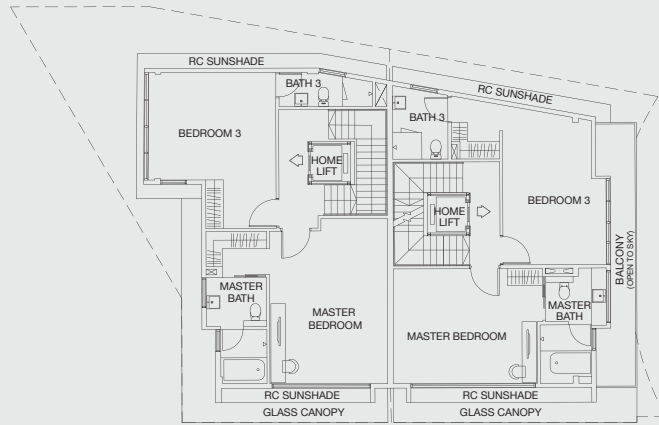 RC SUNSHADE
BATH 3
RC SUNSHADE
BATH 3
BEDROOM 3
HOME
LIFT
BEDROOM 3
HOME
LIFT
BALCONY
(OPEN TO SKY)
MASTER
BATH
MASTER
BEDROOM
MASTER BEDROOM
MASTER
BATH
RC SUNSHADE
RC SUNSHADE
GLASS CANOPY
GLASS CANOPY